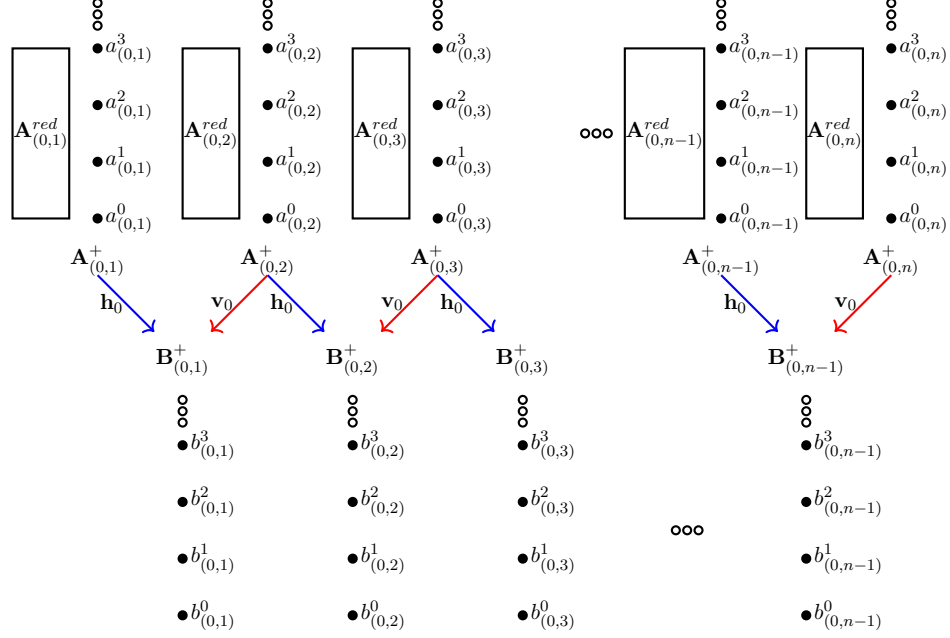 a^3_{(0,1)} a^3_{(0,2)} a^3_{(0,3)} a^3_{(0,n−1)} a^3_{(0,n)}
a^2_{(0,1)} a^2_{(0,2)} a^2_{(0,3)} a^2_{(0,n−1)} a^2_{(0,n)}
A^{red}_{(0,1)} A^{red}_{(0,2)} A^{red}_{(0,3)} A^{red}_{(0,n−1)} A^{red}_{(0,n)}
a^1_{(0,1)} a^1_{(0,2)} a^1_{(0,3)} a^1_{(0,n−1)} a^1_{(0,n)}
a^0_{(0,1)} a^0_{(0,2)} a^0_{(0,3)} a^0_{(0,n−1)} a^0_{(0,n)}
A^+_{(0,1)} A^+_{(0,2)} A^+_{(0,3)} A^+_{(0,n−1)} A^+_{(0,n)}
h_0 v_0 h_0 v_0 h_0 h_0 v_0
B^+_{(0,1)} B^+_{(0,2)} B^+_{(0,3)} B^+_{(0,n−1)}
b^3_{(0,1)} b^3_{(0,2)} b^3_{(0,3)} b^3_{(0,n−1)}
b^2_{(0,1)} b^2_{(0,2)} b^2_{(0,3)} b^2_{(0,n−1)}
b^1_{(0,1)} b^1_{(0,2)} b^1_{(0,3)} b^1_{(0,n−1)}
b^0_{(0,1)} b^0_{(0,2)} b^0_{(0,3)} b^0_{(0,n−1)}